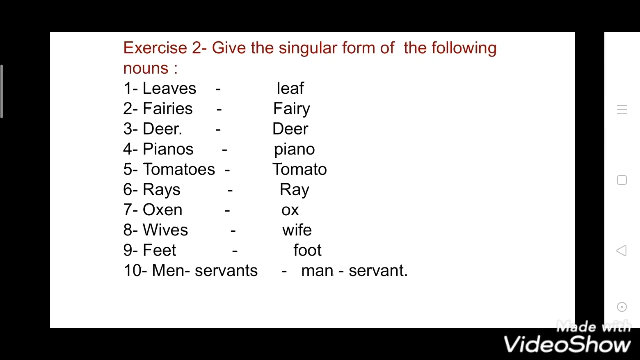 Exercise 2- Give the singular form of the following
nouns :
1- Leaves - leaf
2- Fairies - Fairy
3- Deer. - Deer
4- Pianos - piano
5- Tomatoes - Tomato
6- Rays - Ray
7- Oxen - ox
8- Wives - wife
9- Feet - foot
10- Men- servants - man - servant.
Made with
VideoShow